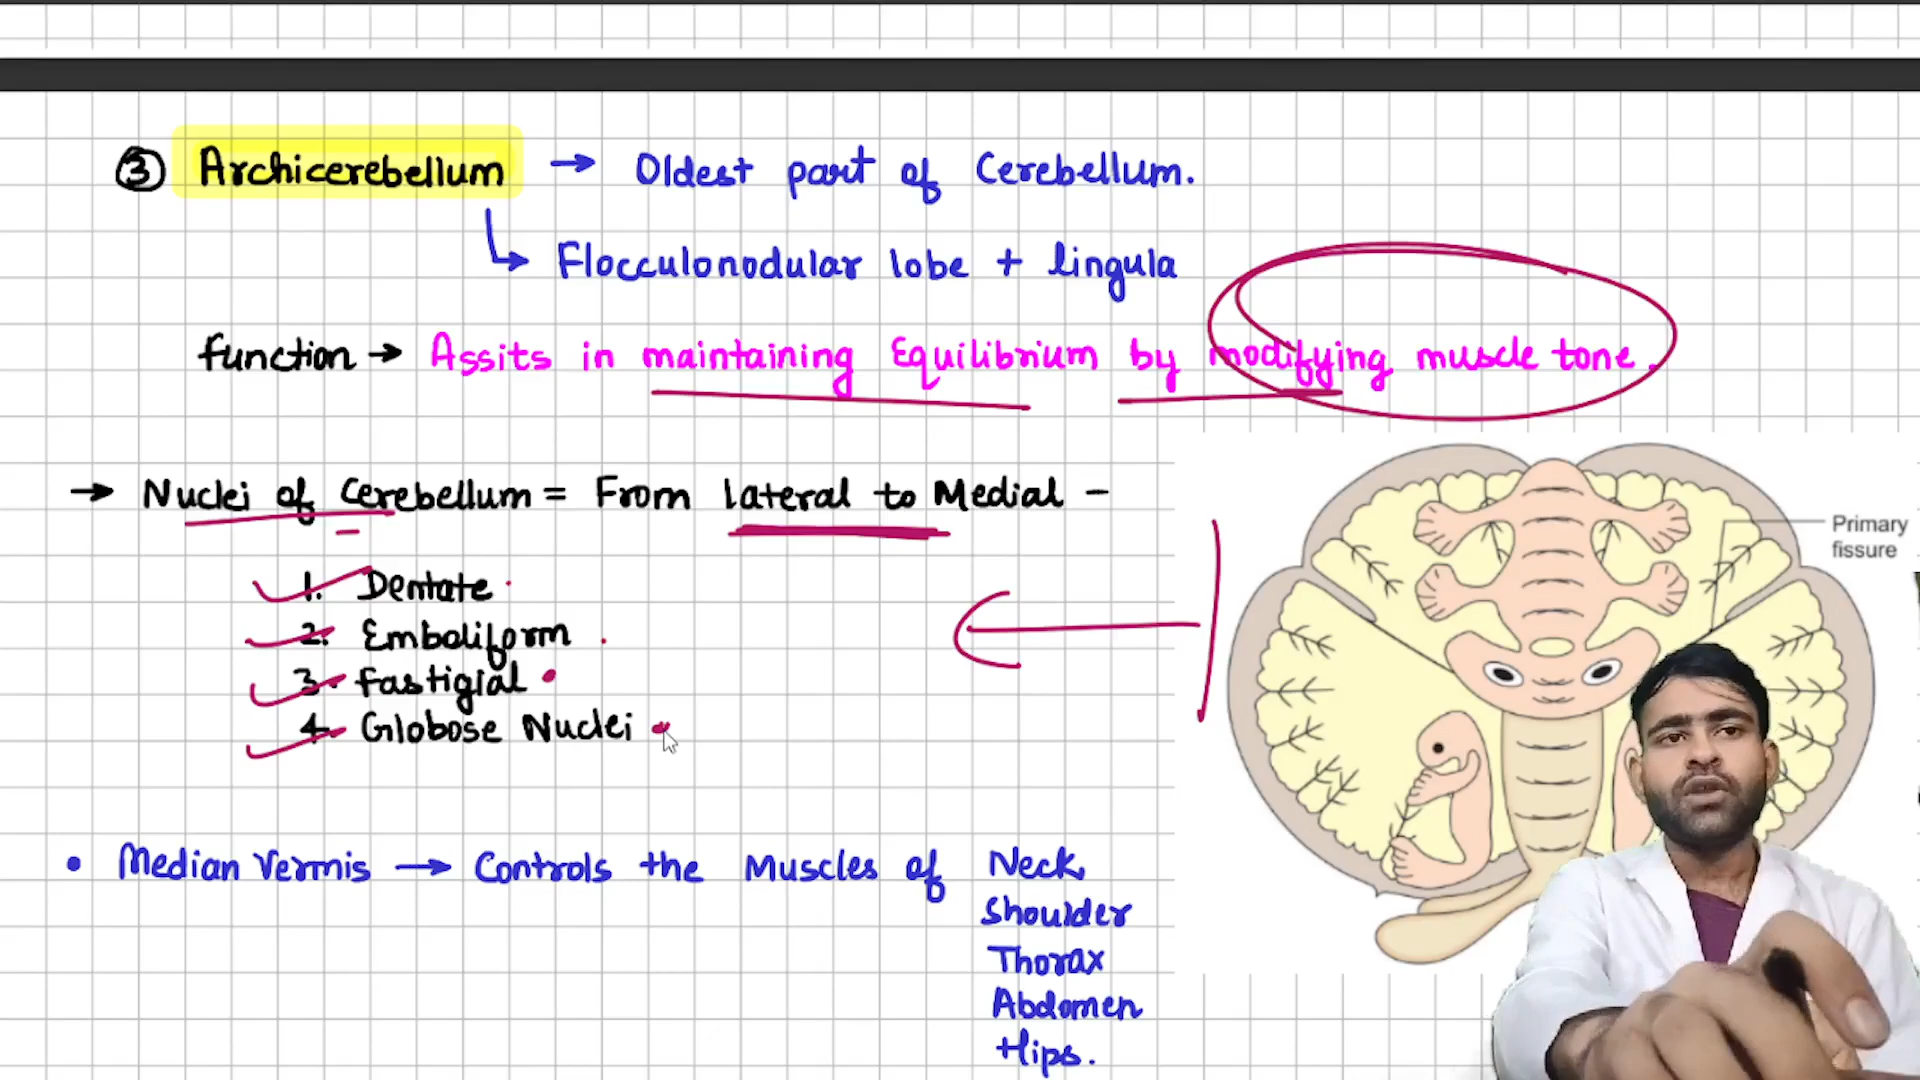 3 Archicerebellum → Oldest part of Cerebellum.
↳ Flocculonodular lobe + lingula
function → Assits in maintaining Equilibrium by modifying muscle tone.
→ Nuclei of Cerebellum = From lateral to Medial -
1. Dentate
2. Emboliform
3. Fastigial
4. Globose Nuclei
Primary
fissure
• Median Vermis → Controls the Muscles of Neck,
Shoulder
Thorax
Abdomen
Hips.